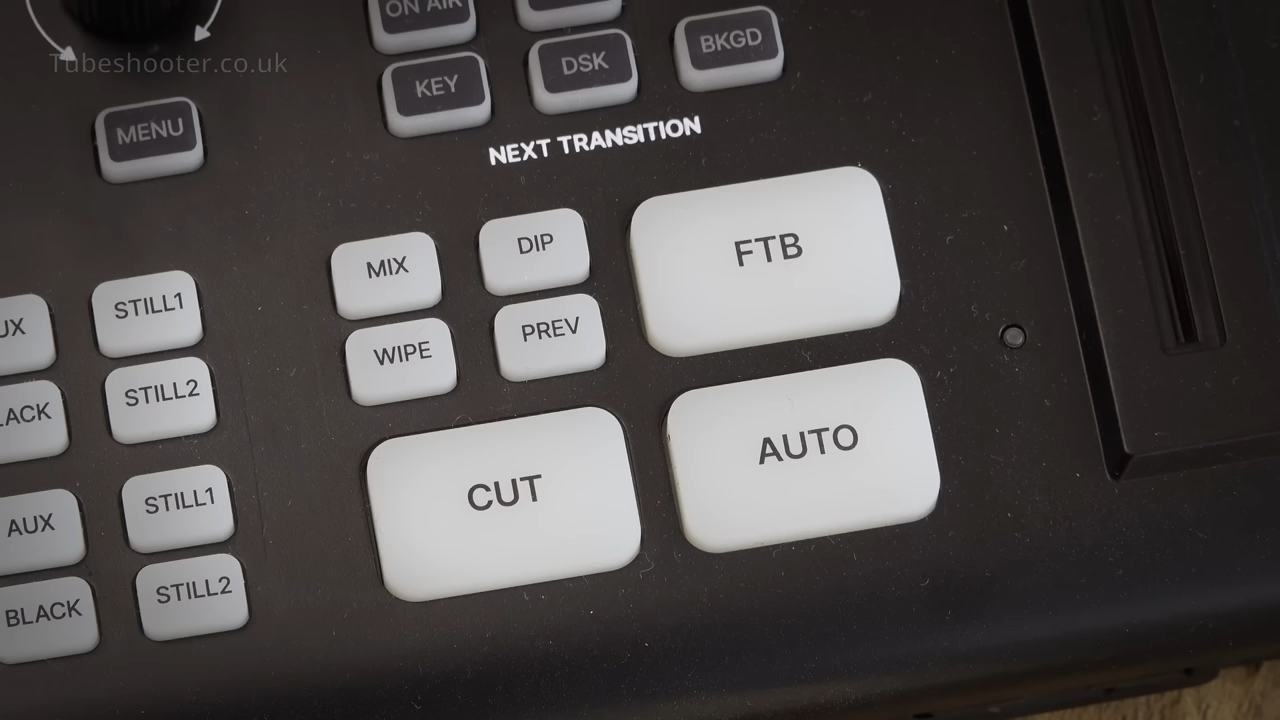 ON AIR
Tubeshooter.co.uk
KEY
DSK
BKGD
MENU
NEXT TRANSITION
MIX
DIP
FTB
STILL1
WIPE
PREV
STILL2
CUT
AUTO
STILL1
AUX
STILL2
BLACK